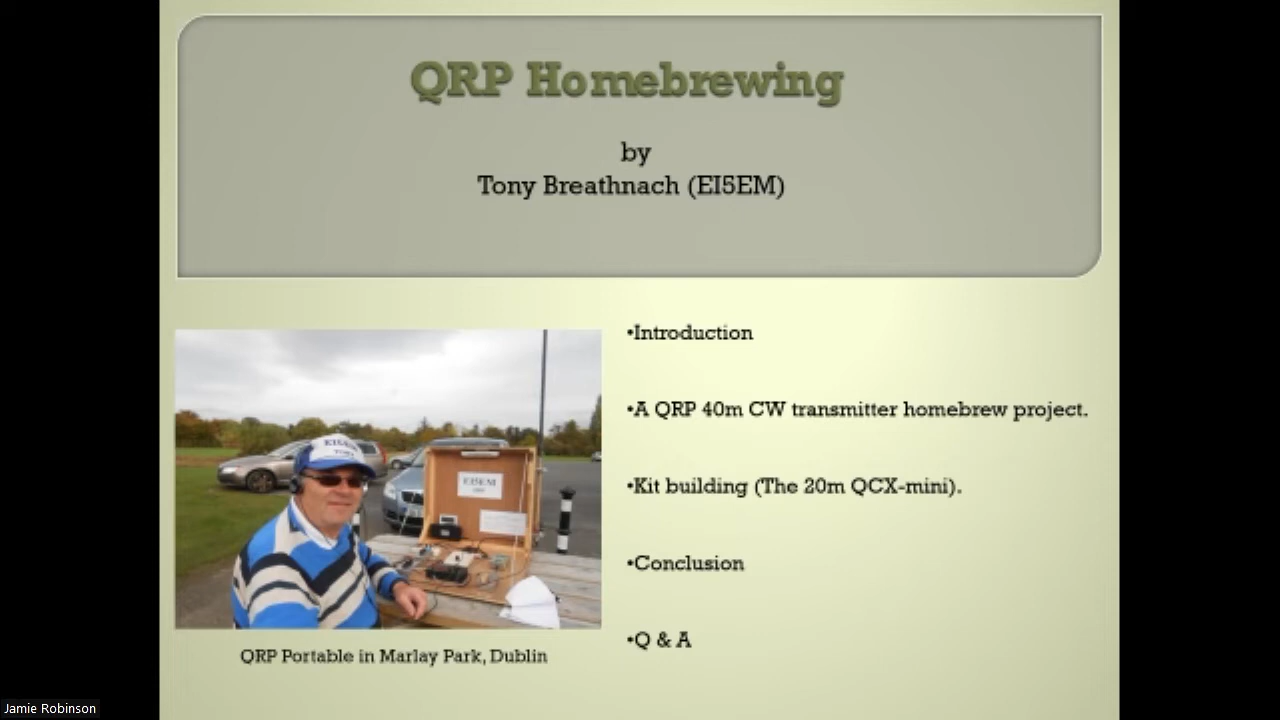 QRP Homebrewing
by
Tony Breathnach (EI5EM)
•Introduction
•A QRP 40m CW transmitter homebrew project.
•Kit building (The 20m QCX-mini).
•Conclusion
•Q & A
EI5EM
QRP Portable in Marlay Park, Dublin
Jamie Robinson